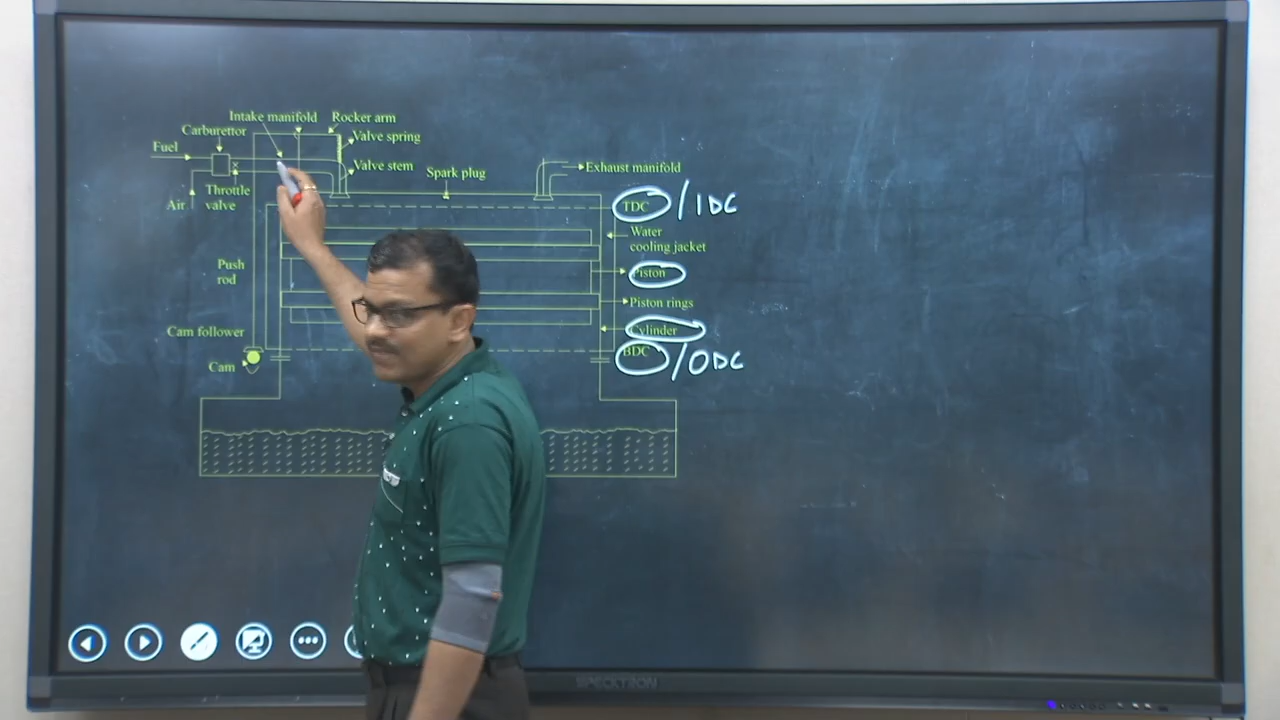 Intake manifold
Rocker arm
Carburettor
Valve spring
Fuel
Valve stem
Spark plug
Exhaust manifold
Throttle
valve
Air
TDC / IDC
Water
cooling jacket
Push
rod
Piston
Piston rings
Cam follower
Cylinder
BDC / ODC
Cam
SPECKTRON